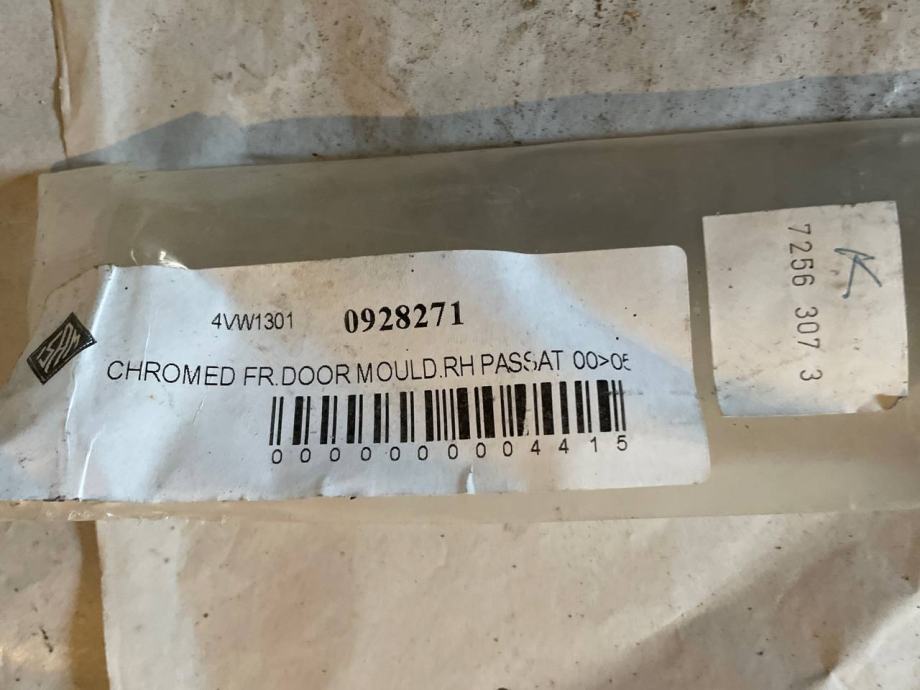 4VW1301 0928271
CHROMED FR.DOOR MOULD.RH PASSAT 00>05
0000000004415
7256 307 3
K